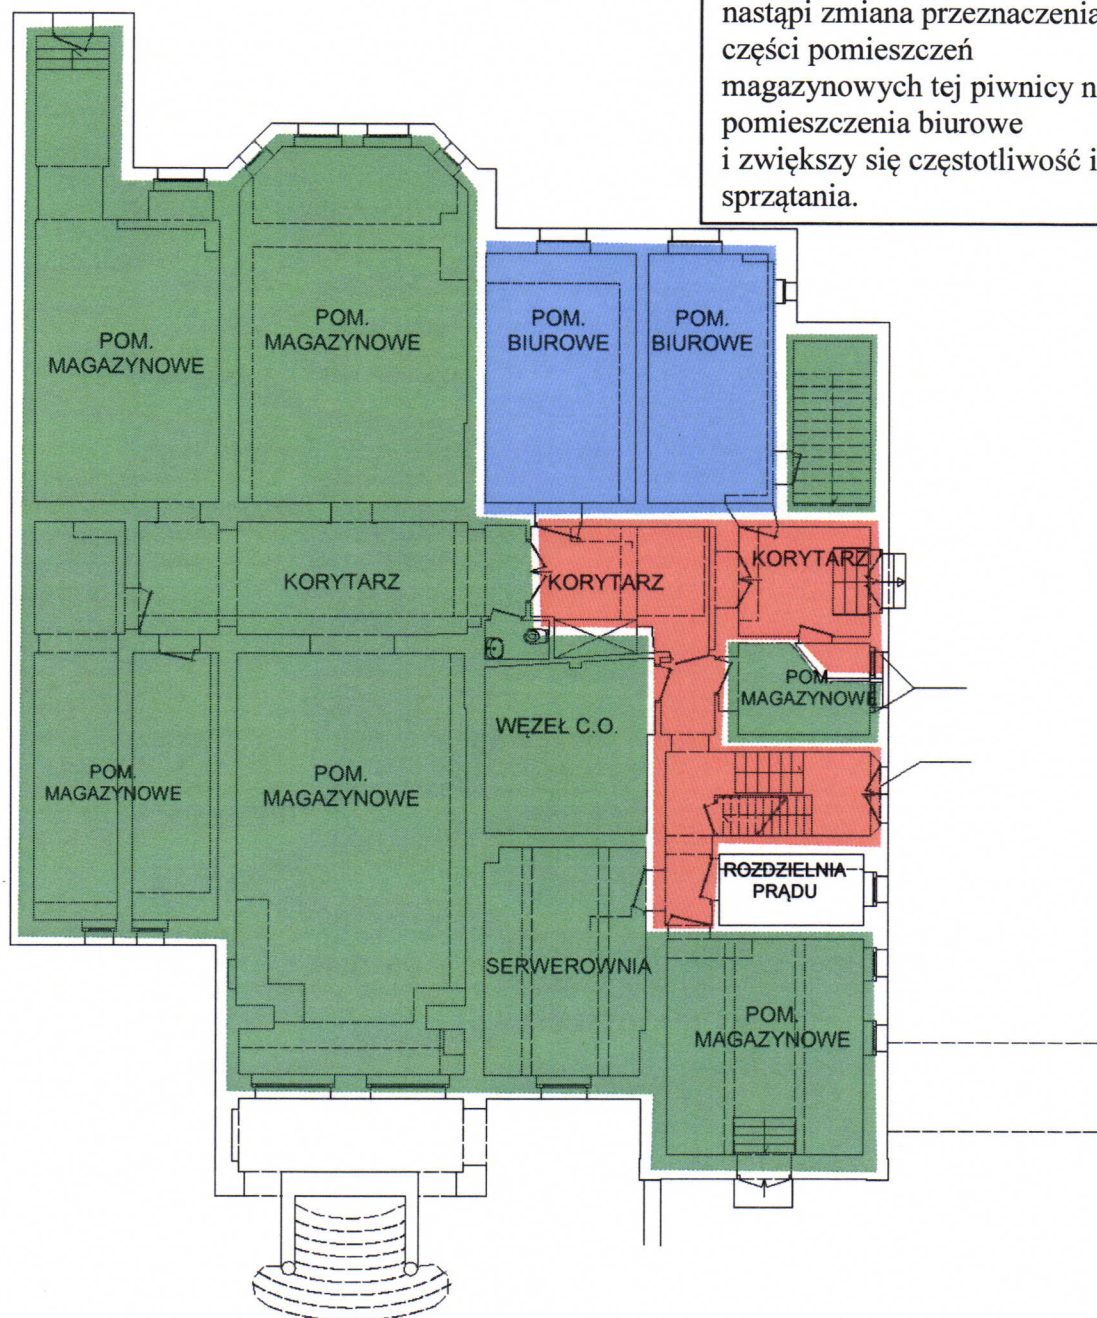 nastąpi zmiana przeznaczenia
części pomieszczeń
magazynowych tej piwnicy n
pomieszczenia biurowe
i zwiększy się częstotliwość i
sprzątania.
POM.
MAGAZYNOWE
POM.
MAGAZYNOWE
POM.
BIUROWE
POM.
BIUROWE
KORYTARZ
KORYTARZ
KORYTARZ
POM.
MAGAZYNOWE
WĘZEŁ C.O.
POM.
MAGAZYNOWE
POM.
MAGAZYNOWE
ROZDZIELNIA
PRĄDU
SERWEROWNIA
POM.
MAGAZYNOWE